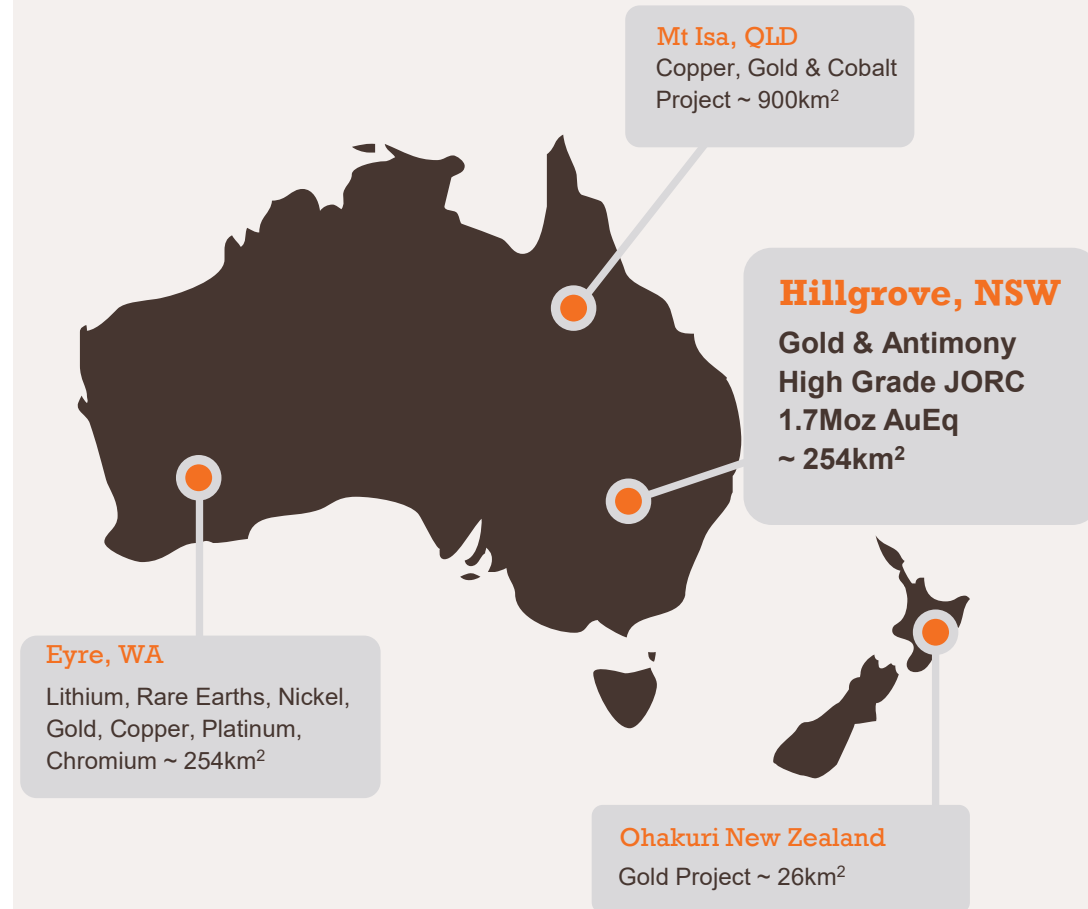 Mt Isa, QLD
Copper, Gold & Cobalt
Project ~ 900km²
Hillgrove, NSW
Gold & Antimony
High Grade JORC
1.7Moz AuEq
~ 254km²
Eyre, WA
Lithium, Rare Earths, Nickel,
Gold, Copper, Platinum,
Chromium ~ 254km²
Ohakuri New Zealand
Gold Project ~ 26km²